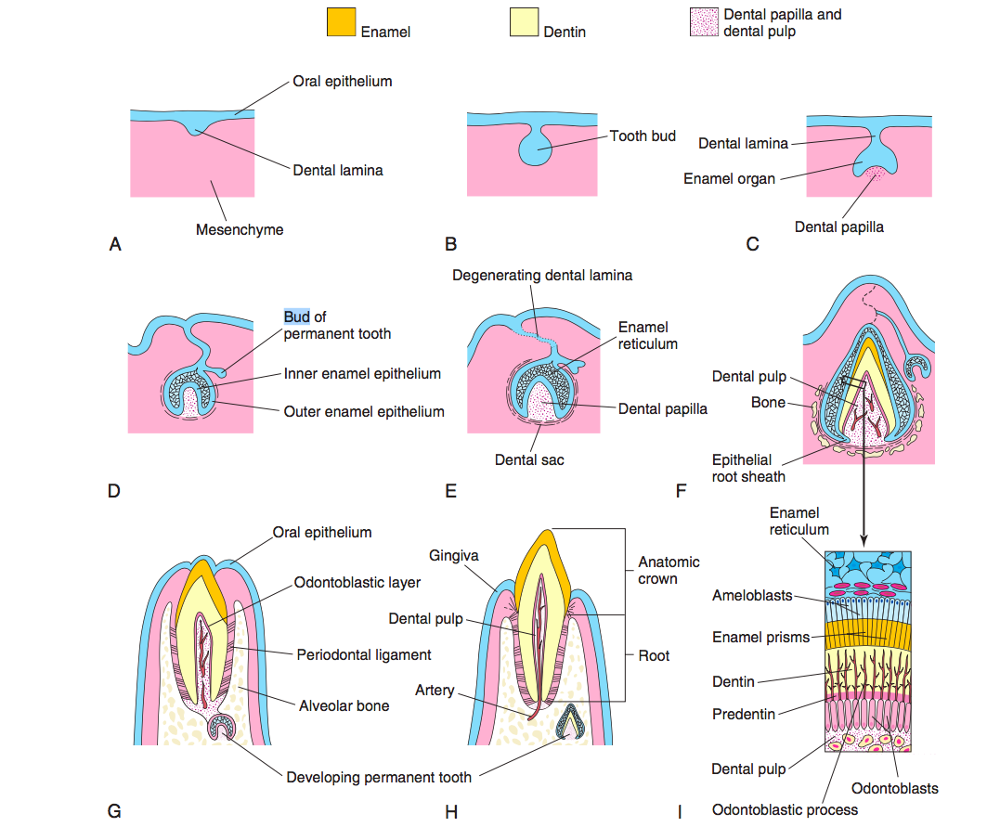 Enamel
Dentin
Dental papilla and
dental pulp
Oral epithelium
Dental lamina
Mesenchyme
A
Tooth bud
B
Dental lamina
Enamel organ
Dental papilla
C
Bud of
permanent tooth
Inner enamel epithelium
Outer enamel epithelium
D
Degenerating dental lamina
Enamel
reticulum
Dental papilla
Dental sac
E
Dental pulp
Bone
Epithelial
root sheath
F
Oral epithelium
Odontoblastic layer
Periodontal ligament
Alveolar bone
Developing permanent tooth
G
Gingiva
Dental pulp
Artery
Anatomic
crown
Root
H
Enamel
reticulum
Ameloblasts
Enamel prisms
Dentin
Predentin
Dental pulp
Odontoblasts
Odontoblastic process
I